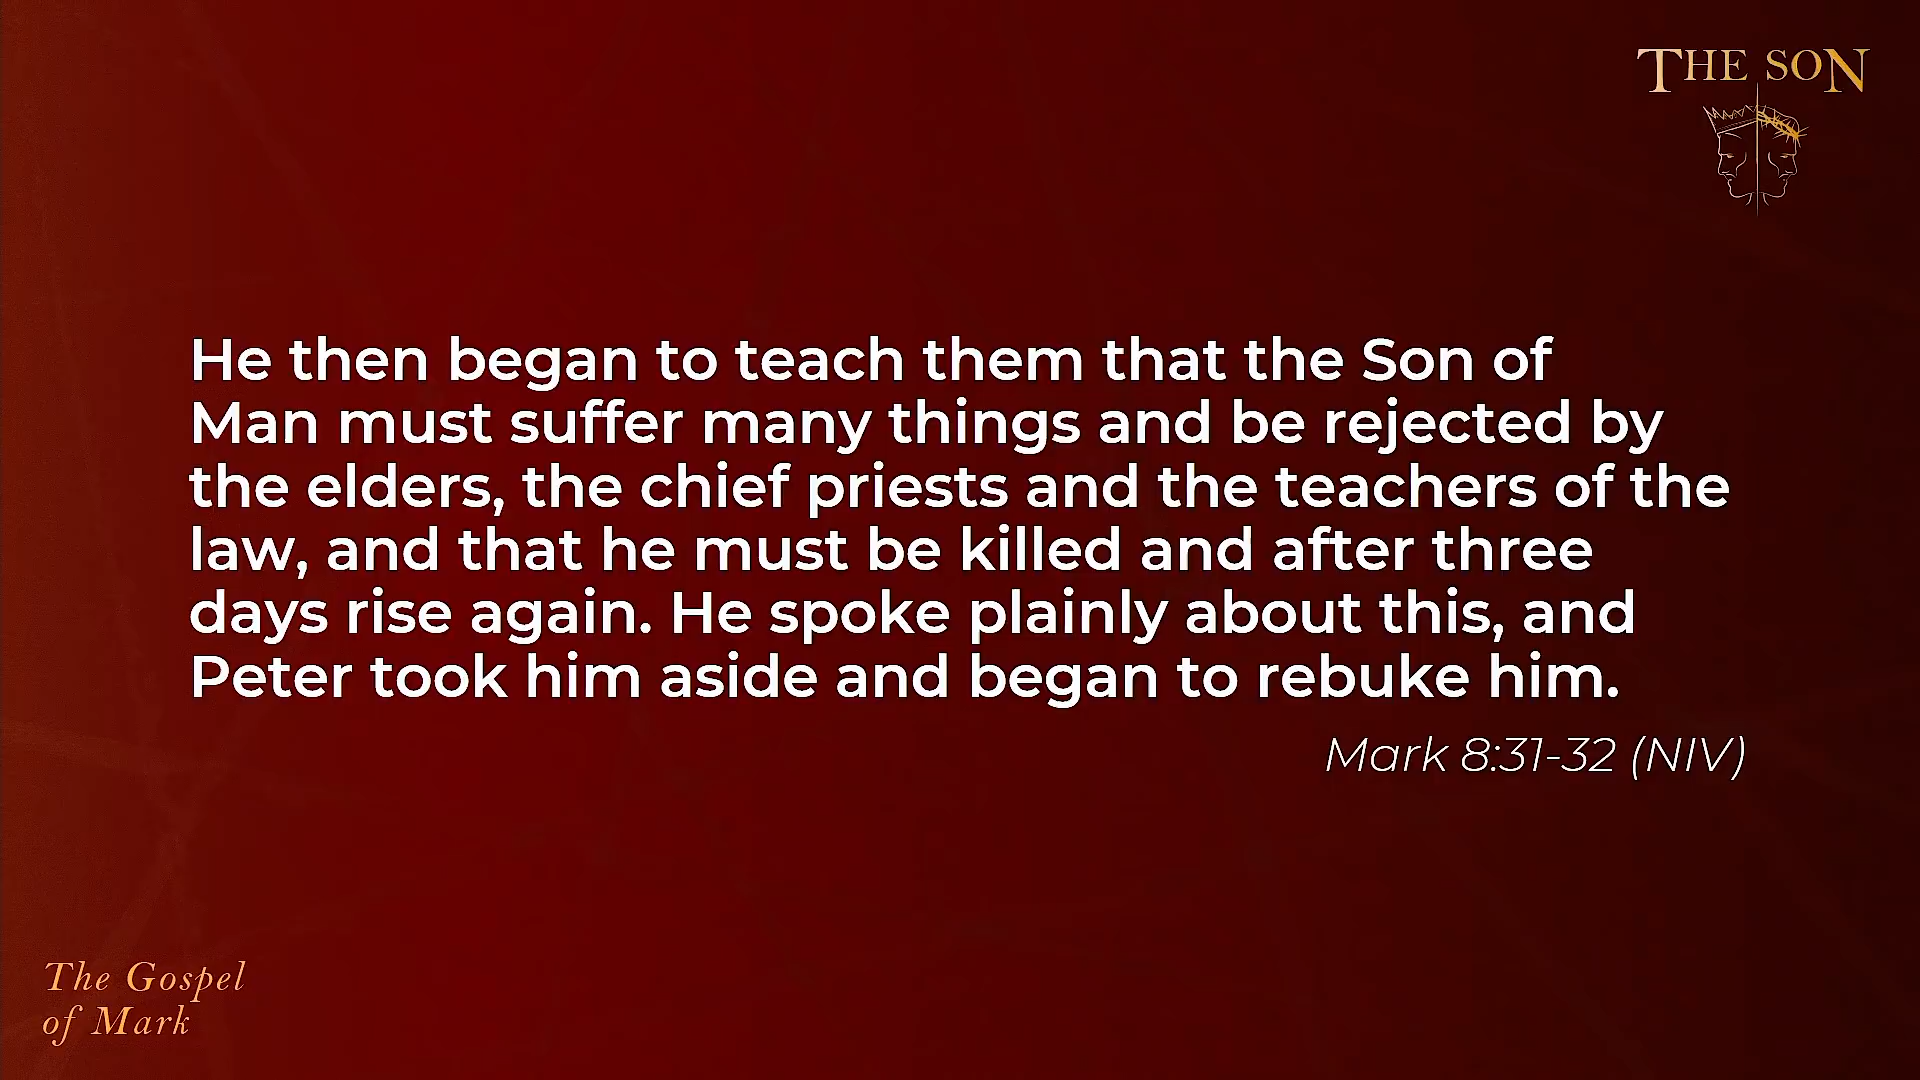 THE SON
He then began to teach them that the Son of
Man must suffer many things and be rejected by
the elders, the chief priests and the teachers of the
law, and that he must be killed and after three
days rise again. He spoke plainly about this, and
Peter took him aside and began to rebuke him.
Mark 8:31-32 (NIV)
The Gospel
of Mark